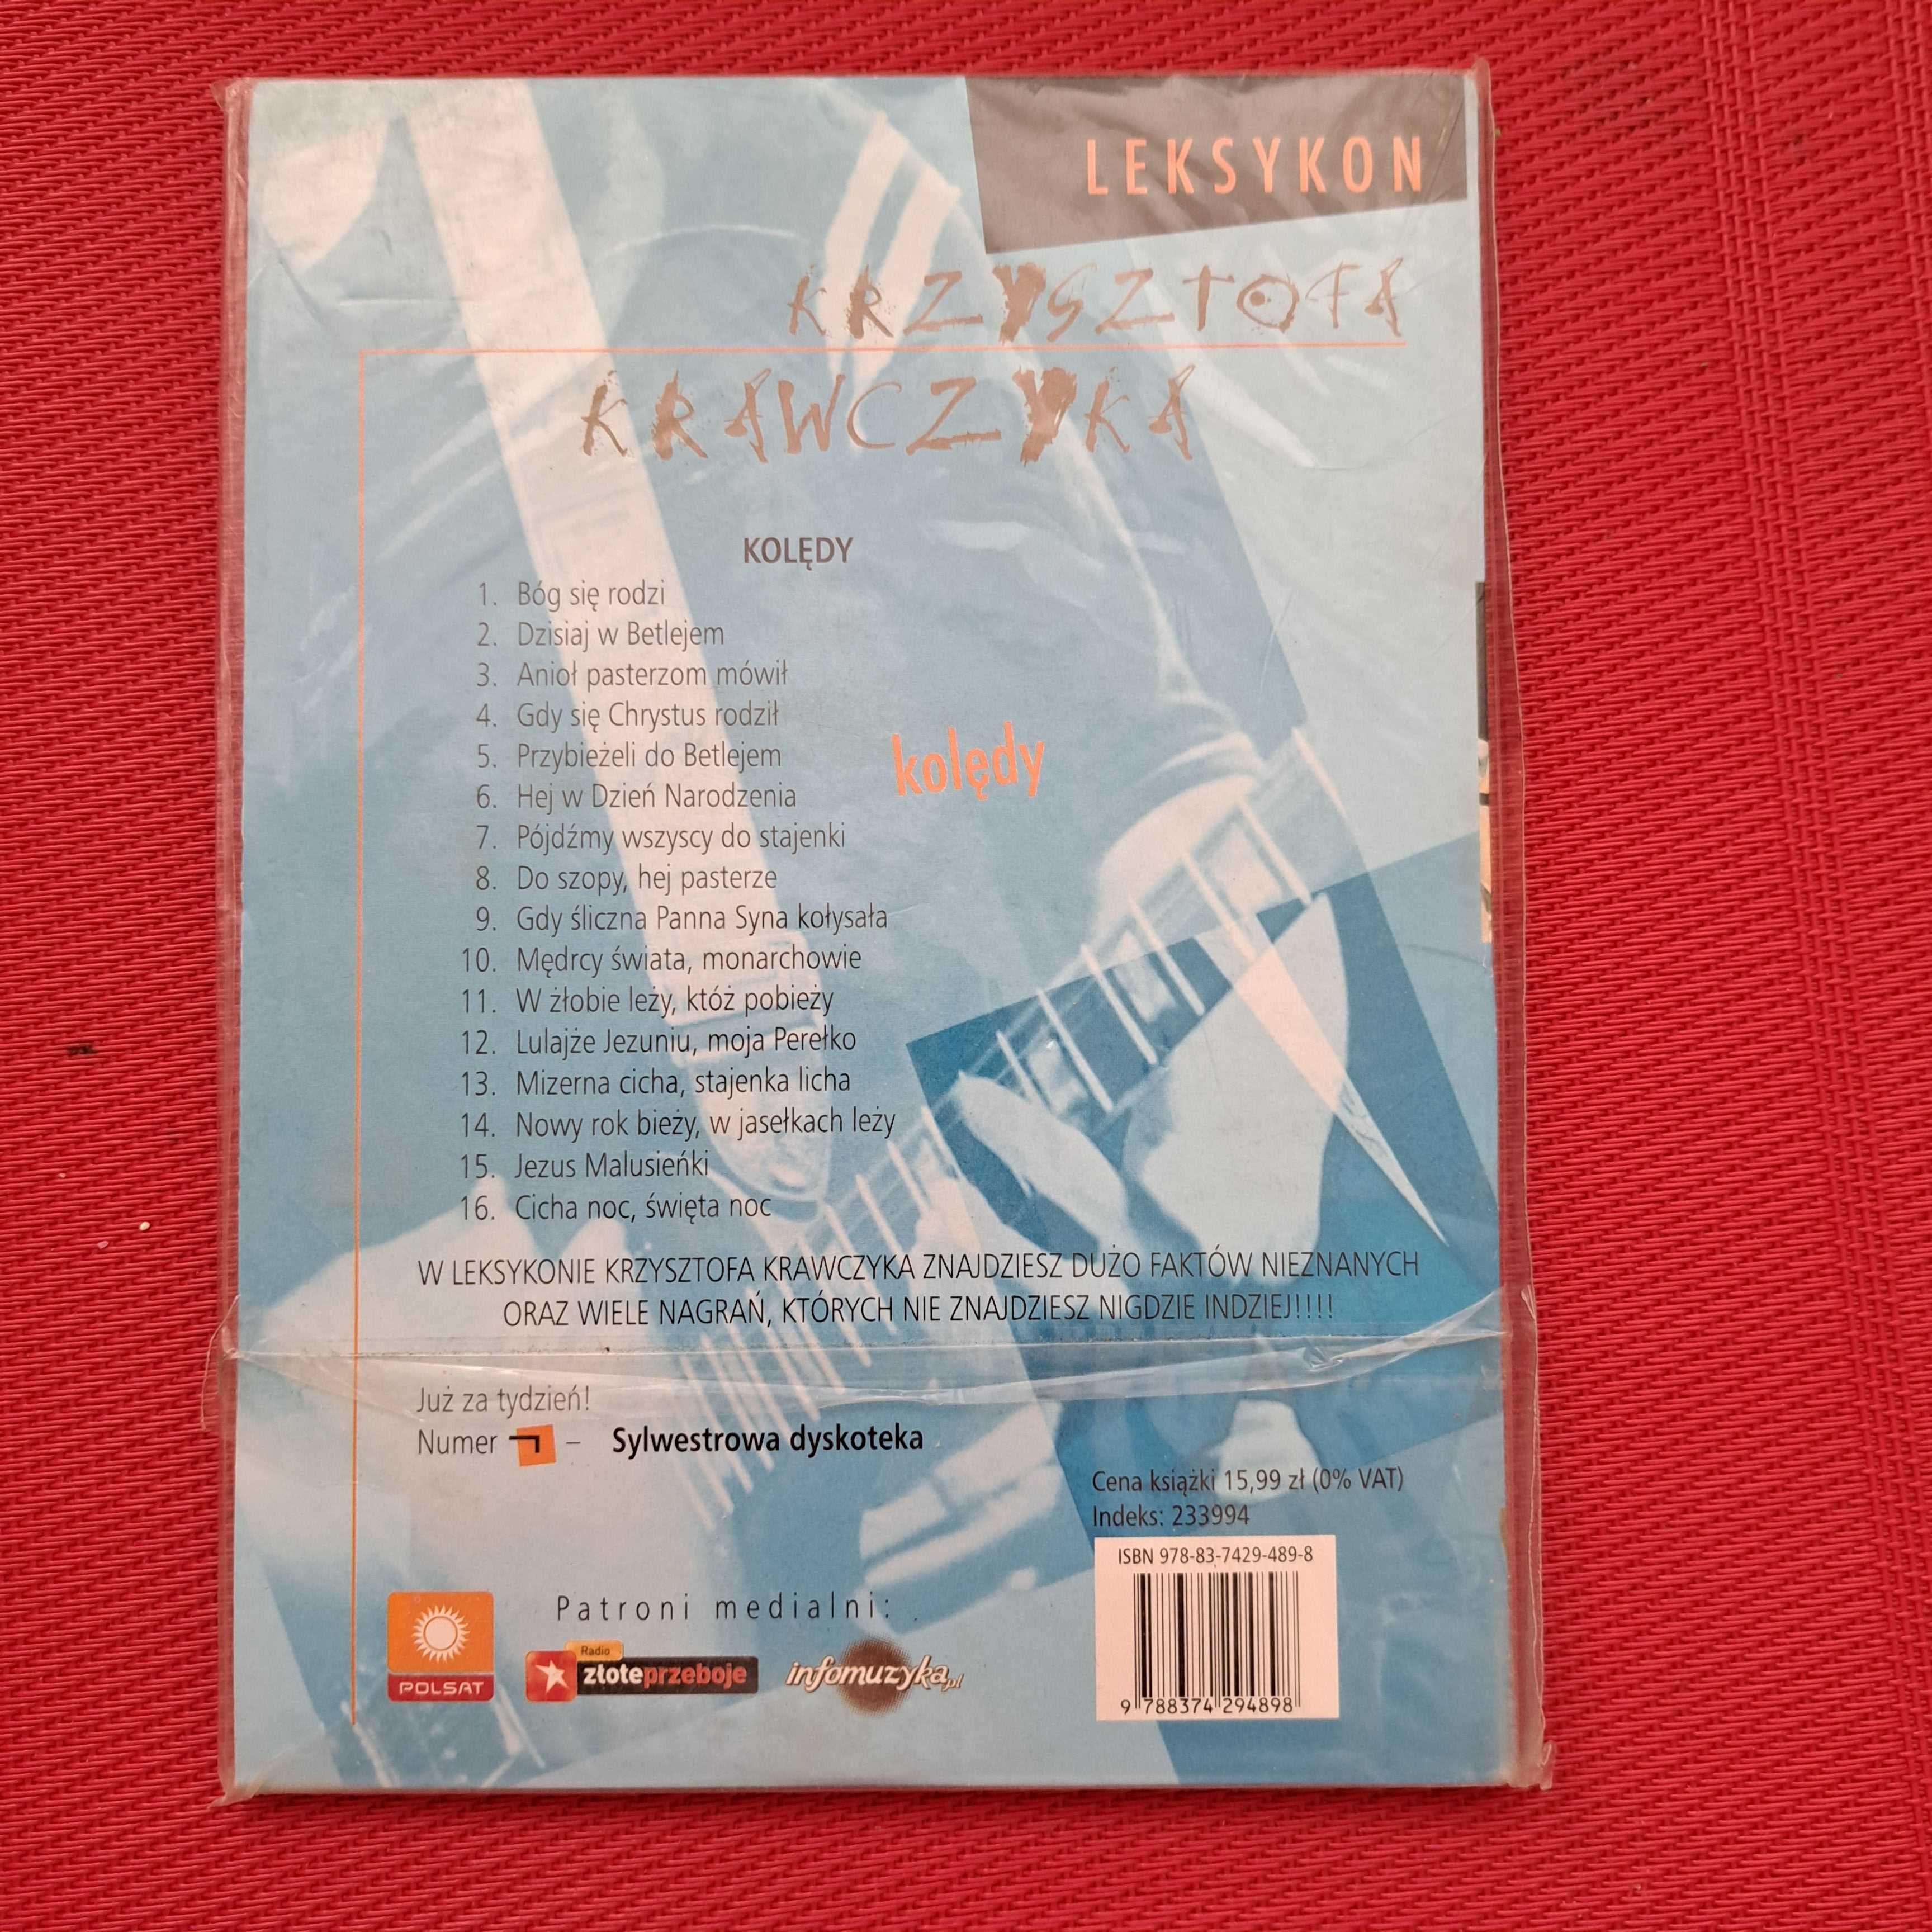 LEKSYKON
KRZYSZTOFA
KRAWCZYKA
KOLĘDY
1. Bóg się rodzi
2. Dzisiaj w Betlejem
3. Anioł pasterzom mówił
4. Gdy się Chrystus rodził
5. Przybieżeli do Betlejem
6. Hej w Dzień Narodzenia
7. Pójdźmy wszyscy do stajenki
8. Do szopy, hej pasterze
9. Gdy śliczna Panna Syna kołysała
10. Mędrcy świata, monarchowie
11. W żłobie leży, któż pobieży
12. Lulajże Jezuniu, moja Perełko
13. Mizerna cicha, stajenka licha
14. Nowy rok bieży, w jasełkach leży
15. Jezus Malusieńki
16. Cicha noc, święta noc
kolędy
W LEKSYKONIE KRZYSZTOFA KRAWCZYKA ZNAJDZIESZ DUŻO FAKTÓW NIEZNANYCH
ORAZ WIELE NAGRAŃ, KTÓRYCH NIE ZNAJDZIESZ NIGDZIE INDZIEJ!!!!
Już za tydzień!
Numer 7 – Sylwestrowa dyskoteka
Cena książki 15,99 zł (0% VAT)
Indeks: 233994
ISBN 978-83-7429-489-8
9 788374 294898
Patroni medialni:
POLSAT
Radio
złoteprzeboje
infomuzyka.pl